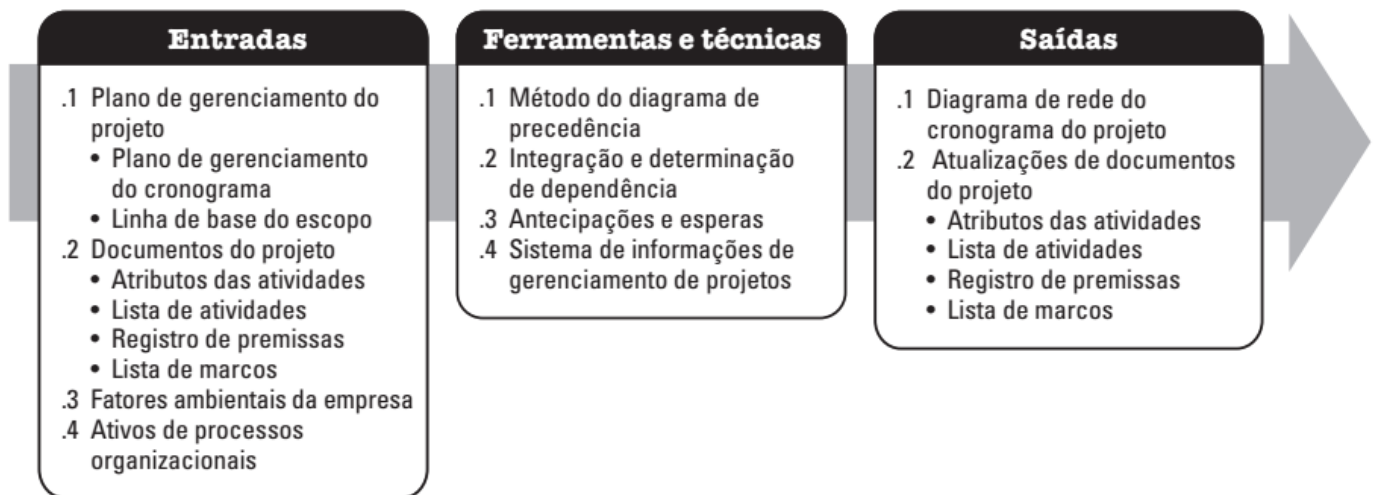 Entradas
.1 Plano de gerenciamento do
projeto
• Plano de gerenciamento
do cronograma
• Linha de base do escopo
.2 Documentos do projeto
• Atributos das atividades
• Lista de atividades
• Registro de premissas
• Lista de marcos
.3 Fatores ambientais da empresa
.4 Ativos de processos
organizacionais
Ferramentas e técnicas
.1 Método do diagrama de
precedência
.2 Integração e determinação
de dependência
.3 Antecipações e esperas
.4 Sistema de informações de
gerenciamento de projetos
Saídas
.1 Diagrama de rede do
cronograma do projeto
.2 Atualizações de documentos
do projeto
• Atributos das atividades
• Lista de atividades
• Registro de premissas
• Lista de marcos